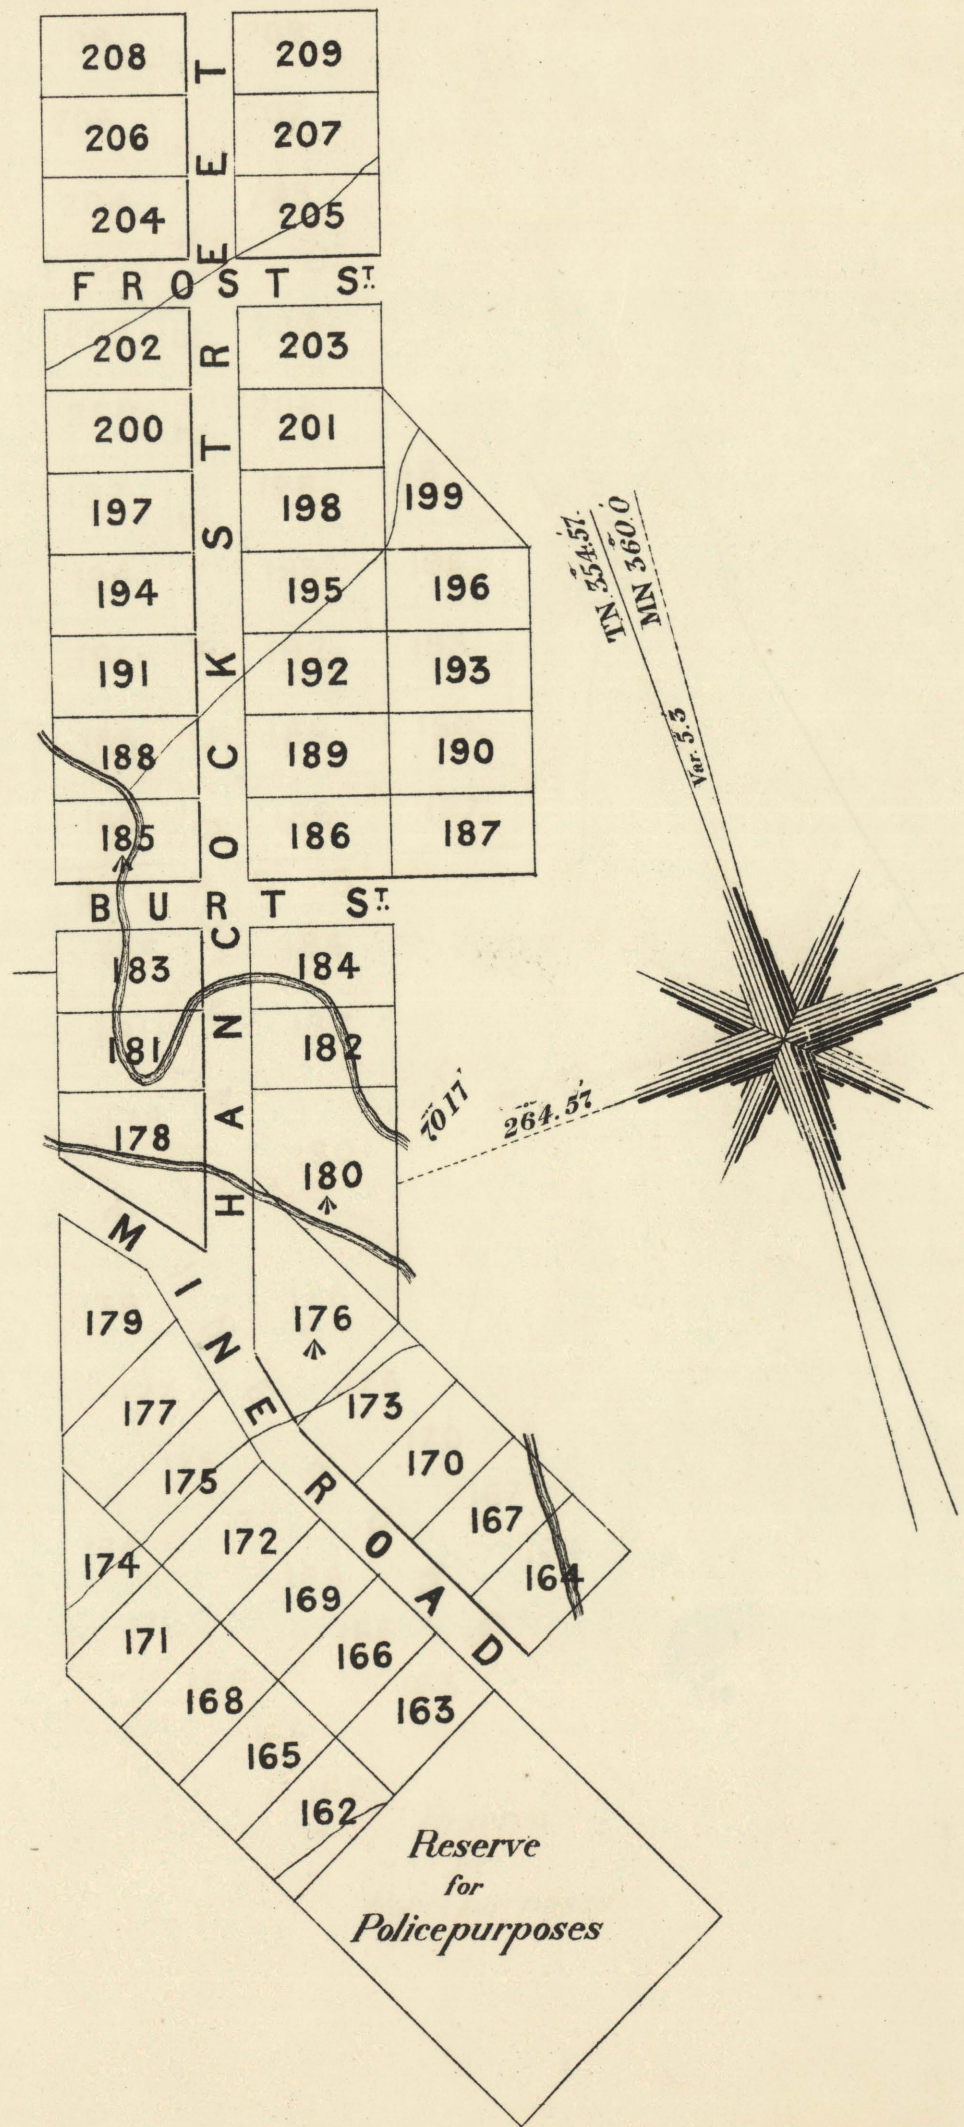 208 209
206 207
204 205
FROST ST.
202 203
200 201
197 198 199
194 195 196
191 192 193
188 189 190
185 186 187
BURT ST.
183 184
181 182
178 180
HANCOCK STREET
179 176
177 173
175 170
174 172 167
171 169 164
168 166
165 163
162
MINE ROAD
Reserve
for
Police purposes
TN. 354.57.
MN 360.0
Var. 5.3
7017
264.57